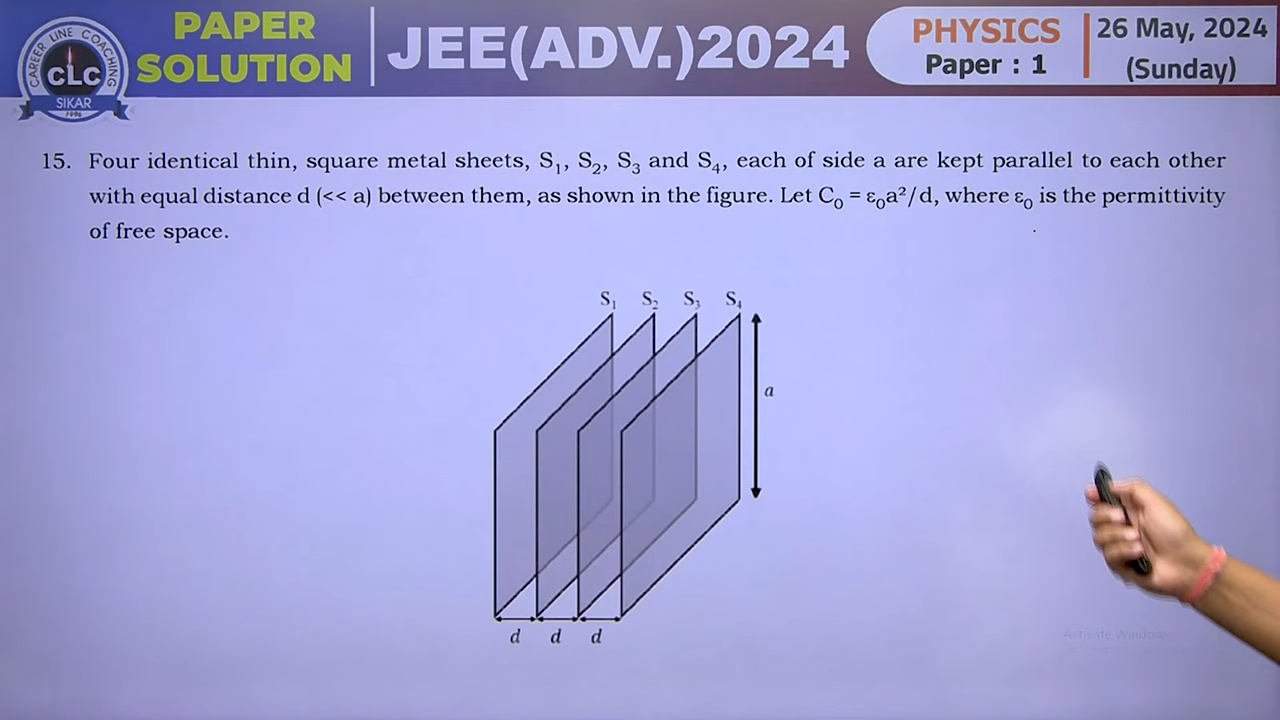 CAREER LINE COACHING
CLC
SIKAR
1996
PAPER
SOLUTION
JEE(ADV.)2024
PHYSICS
Paper : 1
26 May, 2024
(Sunday)
15. Four identical thin, square metal sheets, S₁, S₂, S₃ and S₄, each of side a are kept parallel to each other
with equal distance d (<< a) between them, as shown in the figure. Let C₀ = ε₀a²/d, where ε₀ is the permittivity
of free space.
S₁ S₂ S₃ S₄
a
d d d
Activate Windows